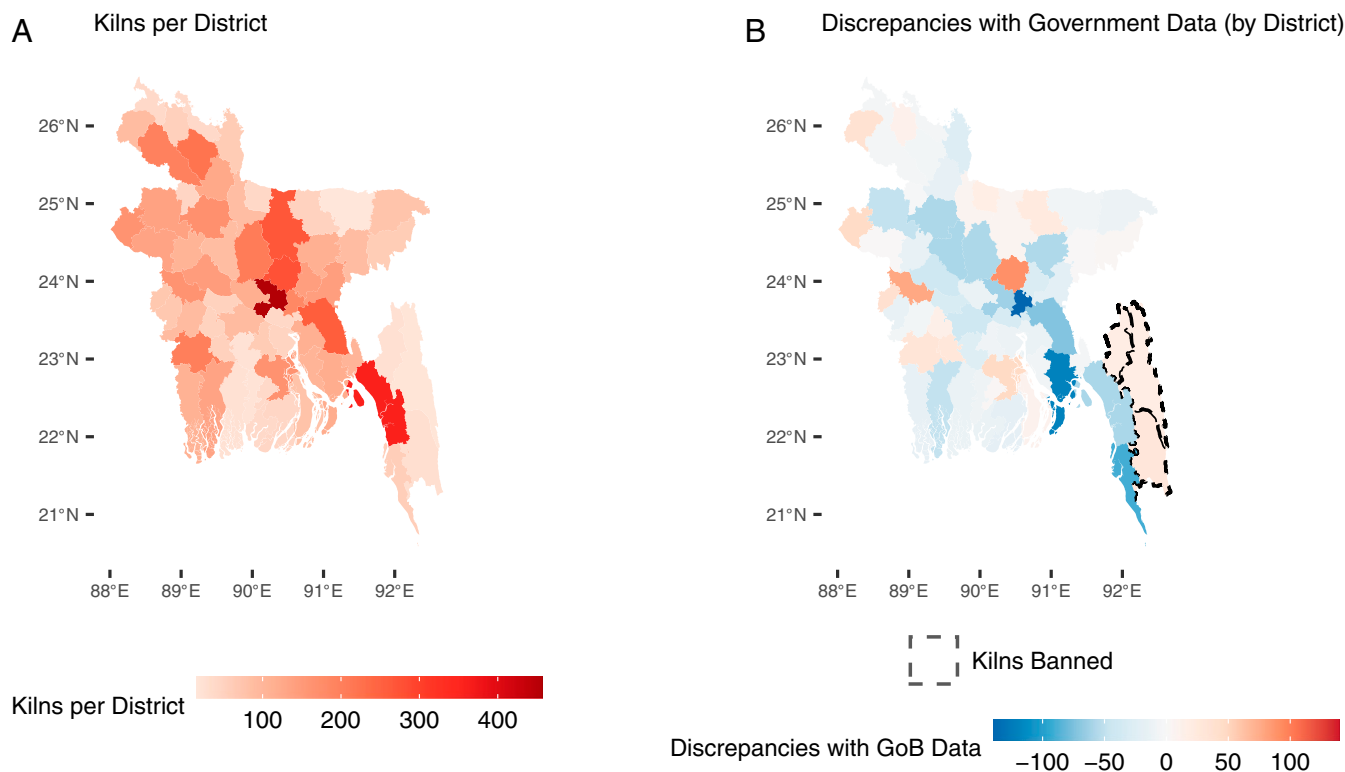 A
Kilns per District
26°N
25°N
24°N
23°N
22°N
21°N
88°E 89°E 90°E 91°E 92°E
Kilns per District
100 200 300 400
B
Discrepancies with Government Data (by District)
26°N
25°N
24°N
23°N
22°N
21°N
88°E 89°E 90°E 91°E 92°E
Kilns Banned
Discrepancies with GoB Data
−100 −50 0 50 100